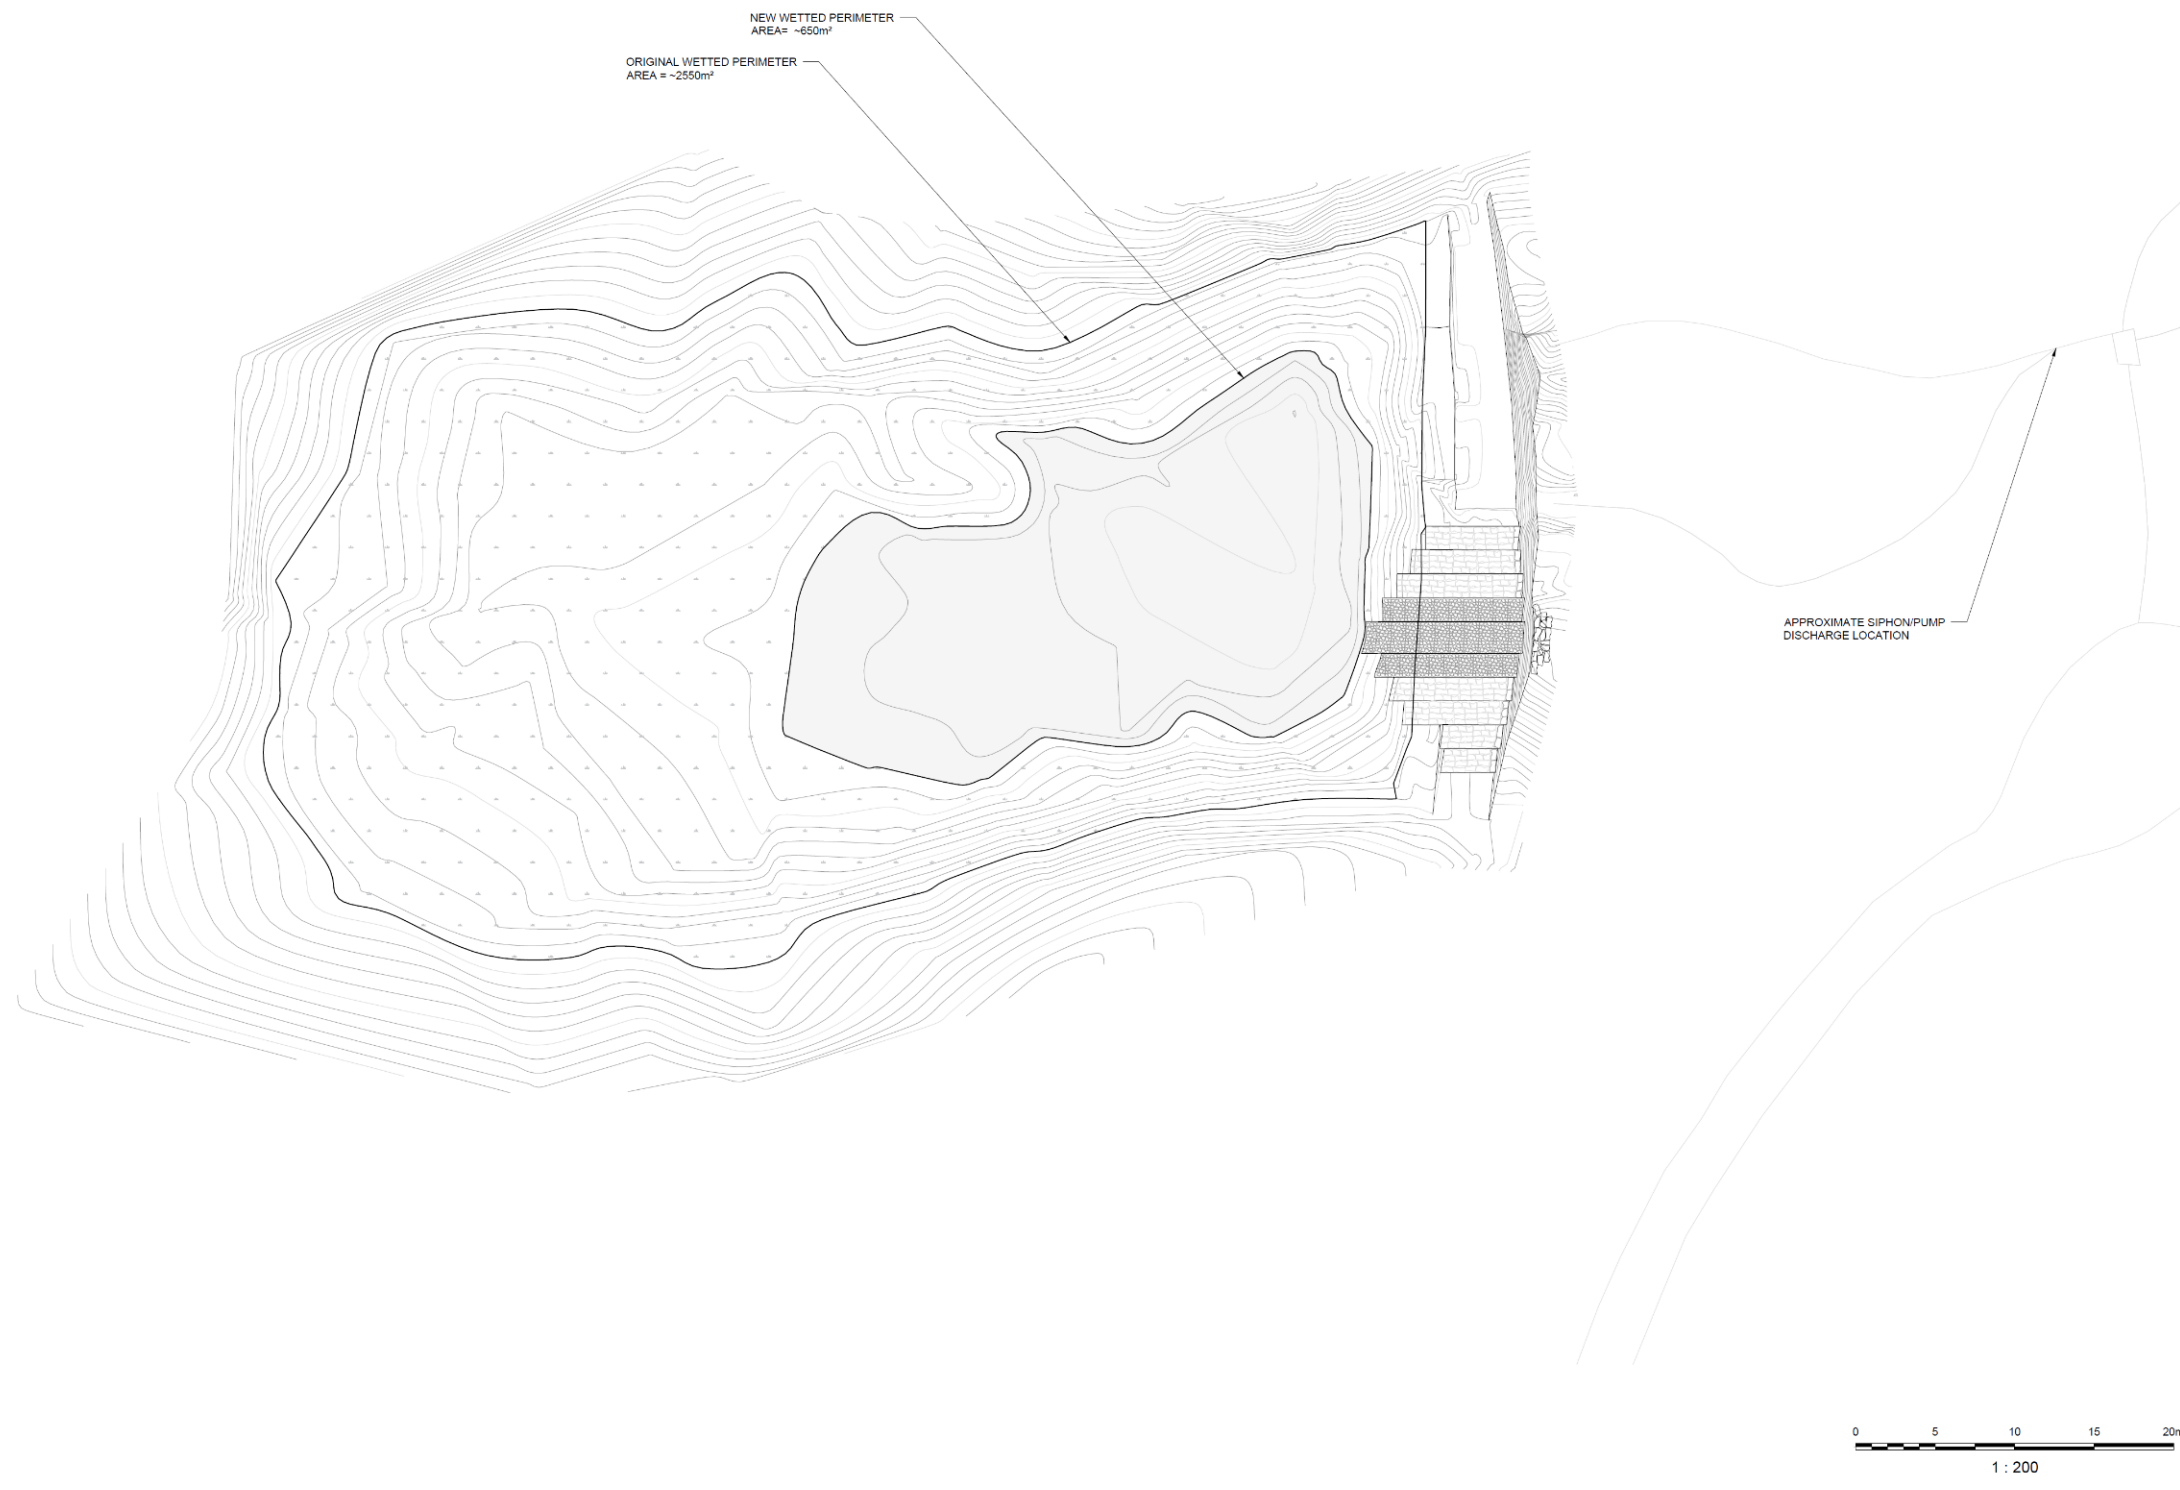 NEW WETTED PERIMETER
AREA= ~650m²
ORIGINAL WETTED PERIMETER
AREA = ~2550m²
APPROXIMATE SIPHON/PUMP
DISCHARGE LOCATION
0 5 10 15 20m
1 : 200